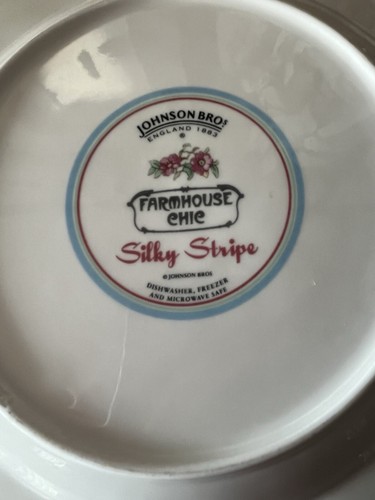 JOHNSON BROS
ENGLAND 1883
®
FARMHOUSE
CHIC
Silky Stripe
© JOHNSON BROS
DISHWASHER, FREEZER
AND MICROWAVE SAFE